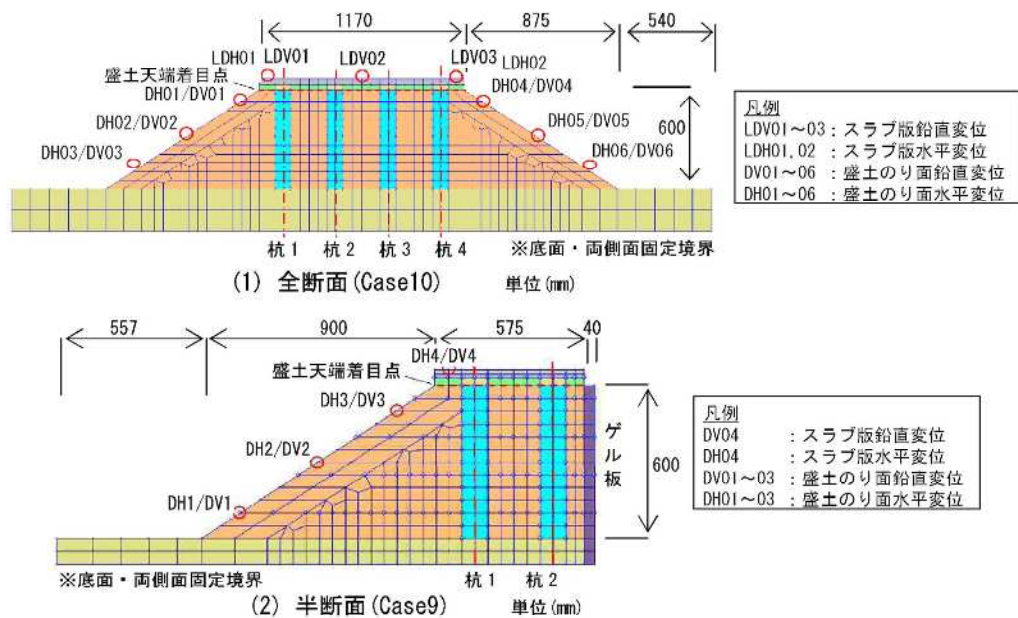 1170
875
540
LDH01
LDV01
LDV02
LDV03
LDH02
盛土天端着目点
DH01/DV01
DH04/DV04
DH02/DV02
DH05/DV05
DH03/DV03
DH06/DV06
600
杭1
杭2
杭3
杭4
※底面・両側面固定境界
(1) 全断面(Case10)
単位(mm)
凡例
LDV01~03:スラブ版鉛直変位
LDH01,02:スラブ版水平変位
DV01~06:盛土のり面鉛直変位
DH01~06:盛土のり面水平変位
557
900
575
40
DH4/DV4
盛土天端着目点
DH3/DV3
DH2/DV2
DH1/DV1
ゲル板
600
※底面・両側面固定境界
杭1
杭2
(2) 半断面(Case9)
単位(mm)
凡例
DV04 :スラブ版鉛直変位
DH04 :スラブ版水平変位
DV01~03 :盛土のり面鉛直変位
DH01~03 :盛土のり面水平変位